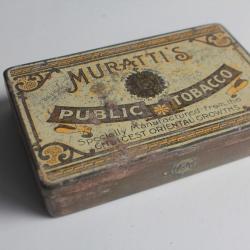 MURATTI'S
PUBLIC TOBACCO
Specially Manufactured from the
CHOICEST ORIENTAL GROWTHS.